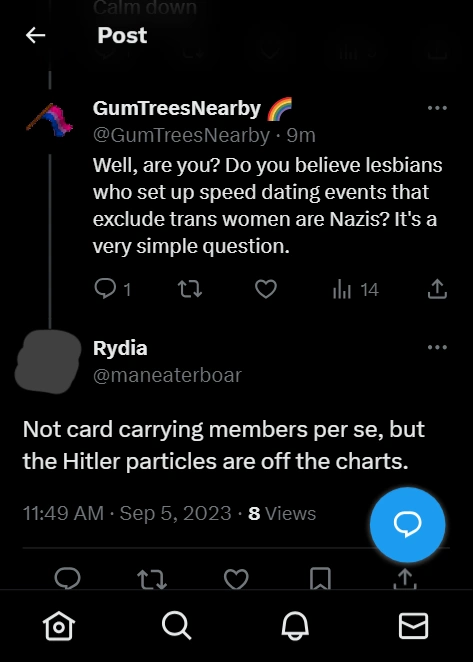 Calm down
Post
GumTreesNearby 🌈
@GumTreesNearby · 9m
Well, are you? Do you believe lesbians
who set up speed dating events that
exclude trans women are Nazis? It's a
very simple question.
1
14
Rydia
@maneaterboar
Not card carrying members per se, but
the Hitler particles are off the charts.
11:49 AM · Sep 5, 2023 · 8 Views